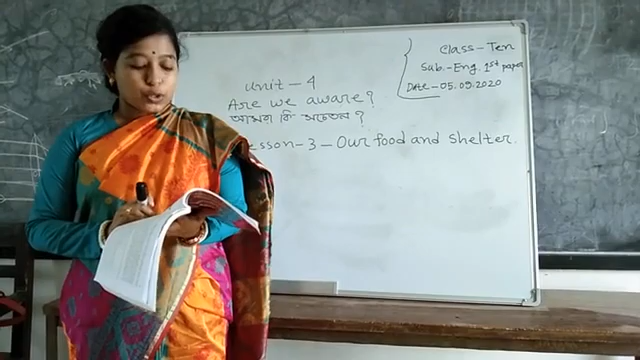 Class - Ten
Sub. - Eng. 1st paper
Date - 05.09.2020
Unit - 4
Are we aware?
আমরা কি সচেতন?
esson - 3 - Our food and shelter.